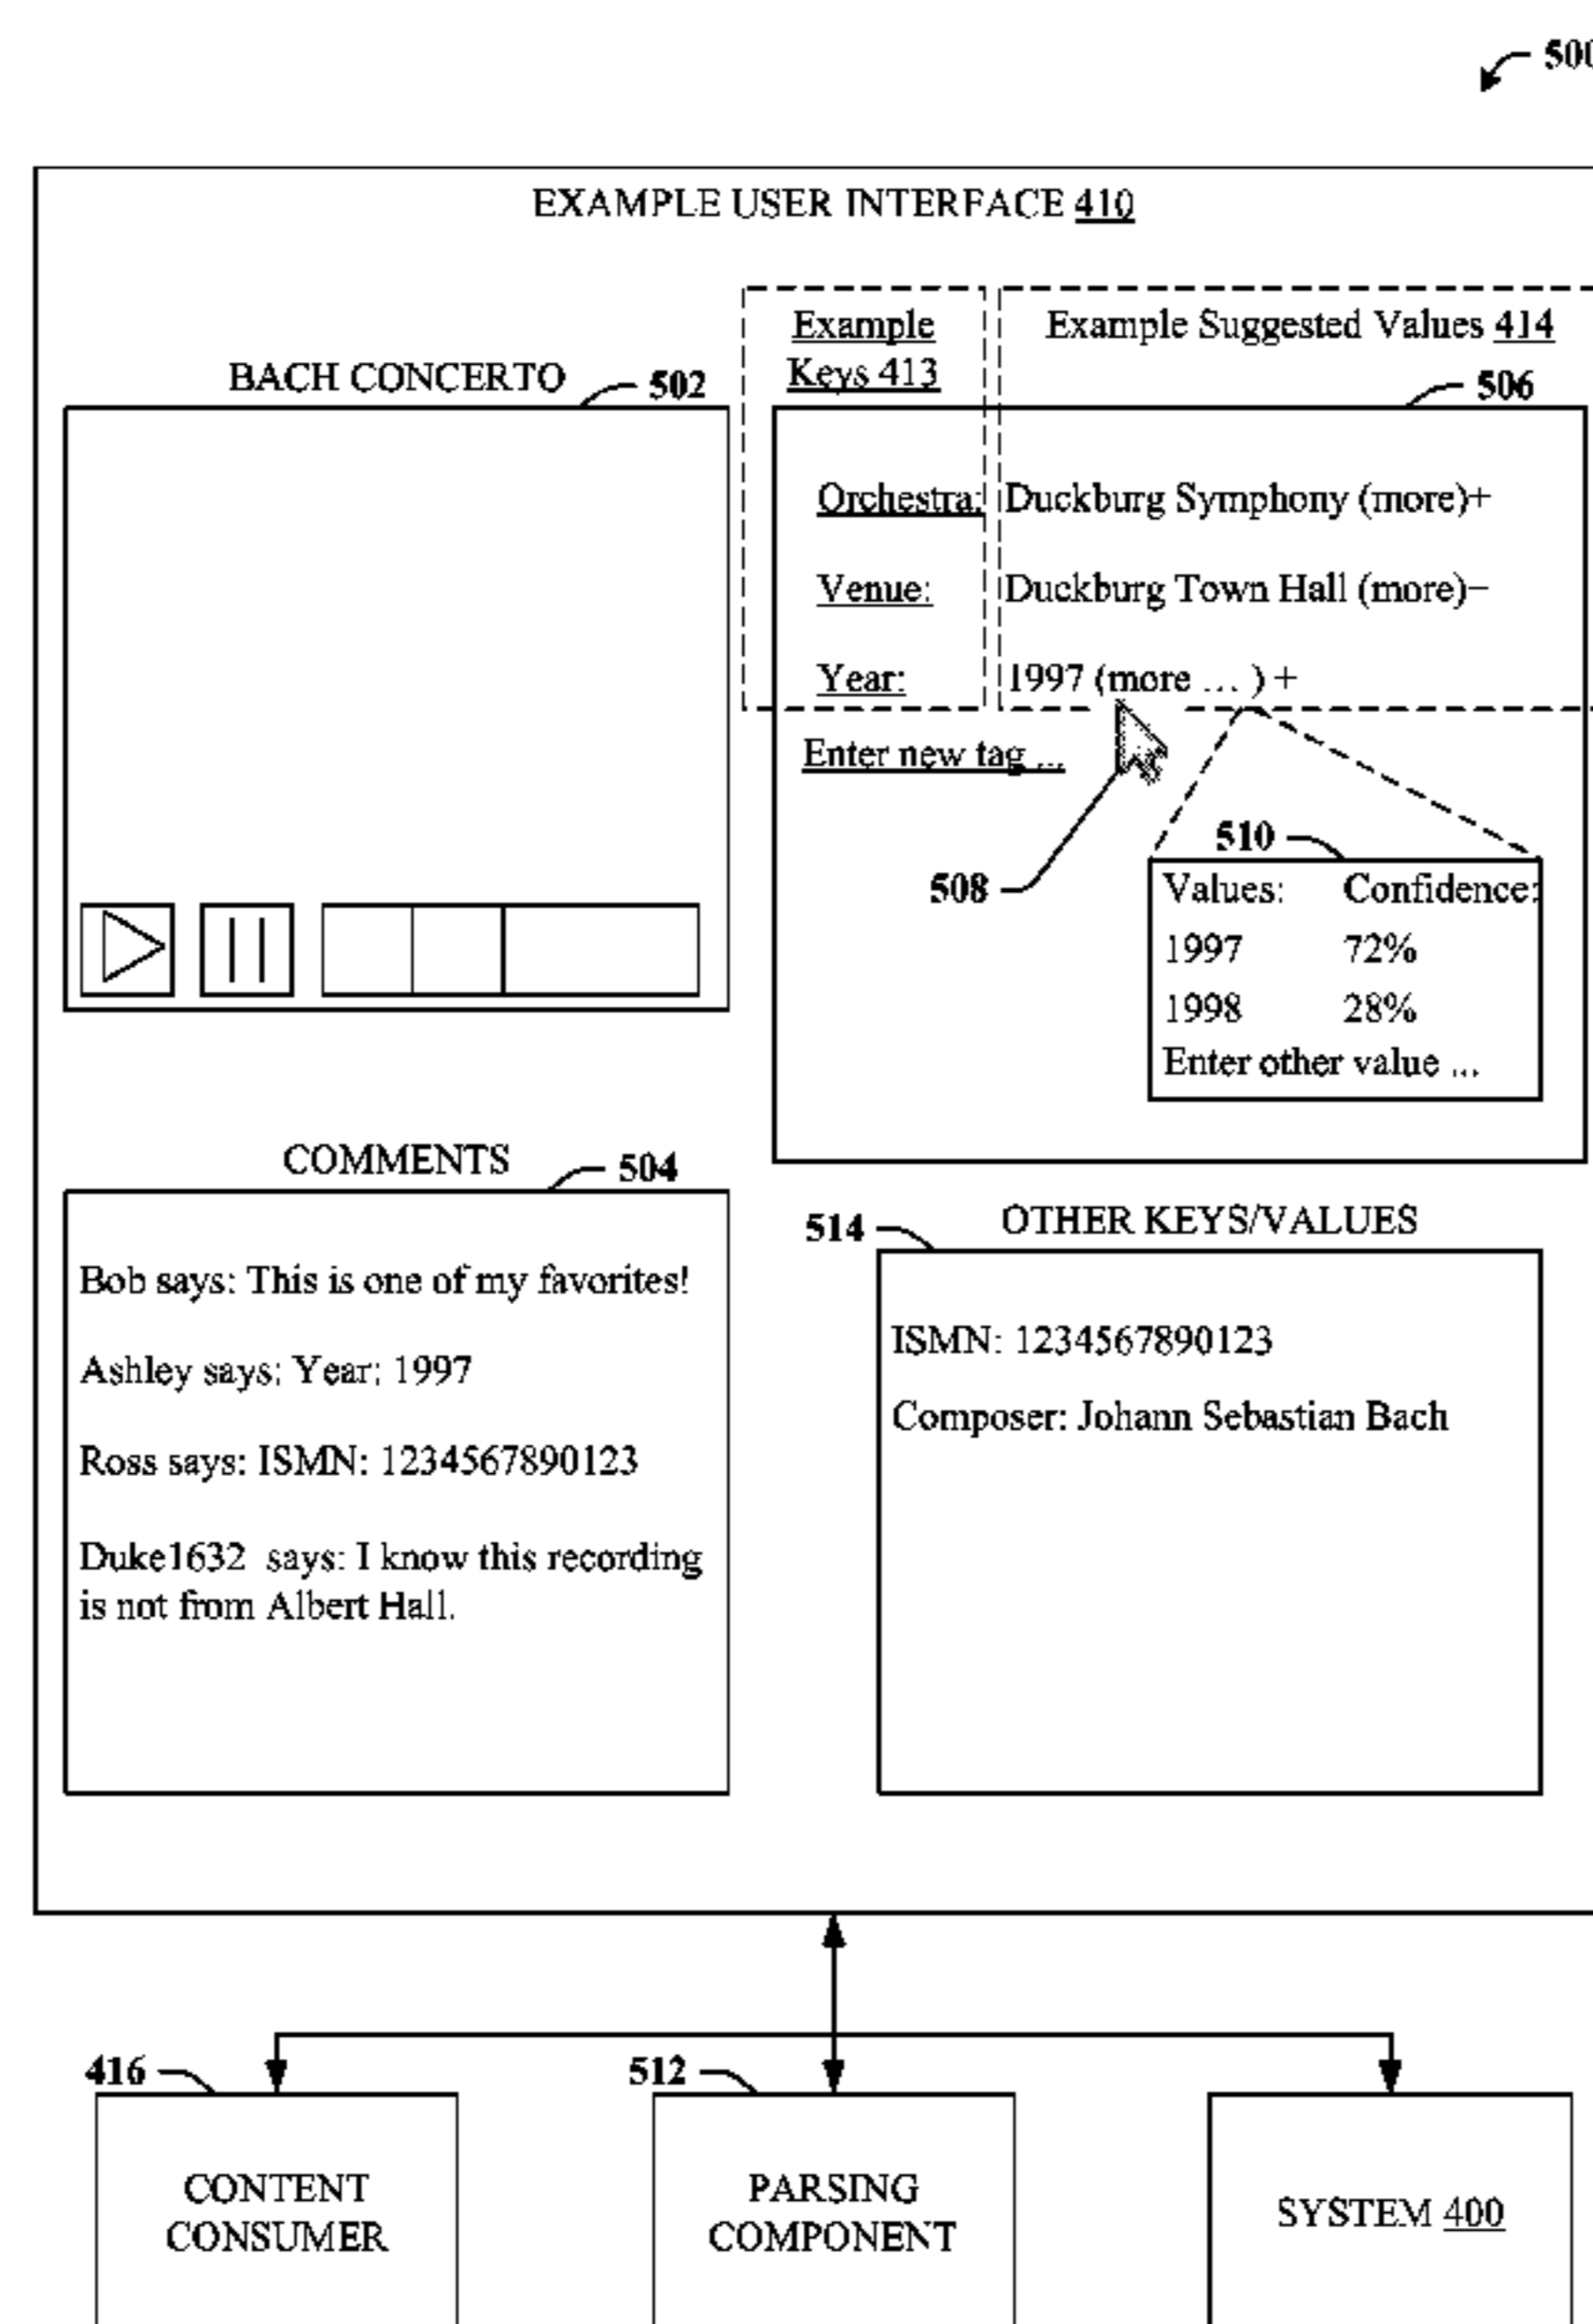 500
EXAMPLE USER INTERFACE 410
BACH CONCERTO
502
Example
Keys 413
Example Suggested Values 414
506
Orchestra: Duckburg Symphony (more)+
Venue: Duckburg Town Hall (more)−
Year: 1997 (more ... ) +
Enter new tag ...
508
510
Values: Confidence:
1997 72%
1998 28%
Enter other value ...
COMMENTS
504
Bob says: This is one of my favorites!
Ashley says: Year: 1997
Ross says: ISMN: 1234567890123
Duke1632 says: I know this recording
is not from Albert Hall.
514
OTHER KEYS/VALUES
ISMN: 1234567890123
Composer: Johann Sebastian Bach
416
CONTENT
CONSUMER
512
PARSING
COMPONENT
SYSTEM 400